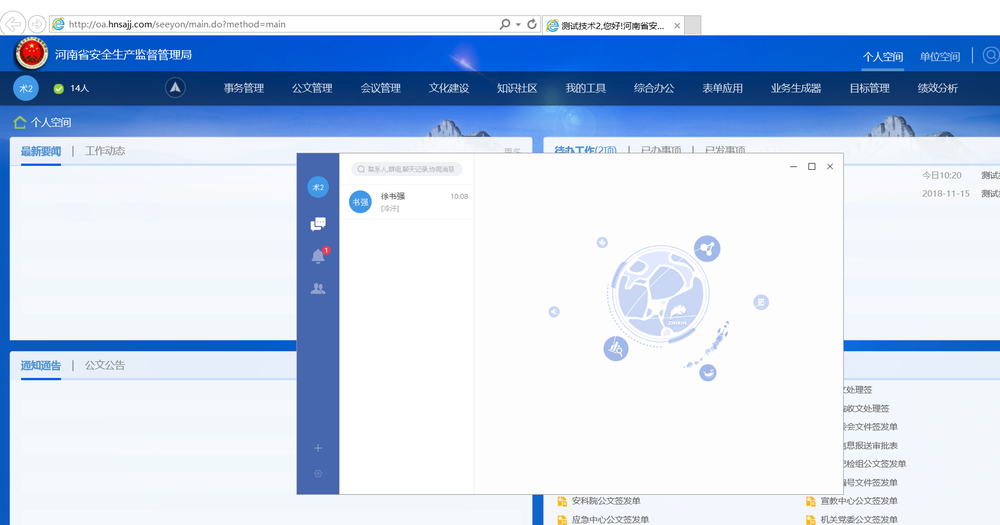 http://oa.hnsajj.com/seeyon/main.do?method=main
测试技术2,您好!河南省安...
河南省安全生产监督管理局
个人空间
单位空间
术2
14人
事务管理
公文管理
会议管理
文化建设
知识社区
我的工具
综合办公
表单应用
业务生成器
目标管理
绩效分析
个人空间
最新要闻 | 工作动态
更多
待办工作(2项) | 已办事项 | 已发事项
今日10:20 测试
2018-11-15 测试
联系人,群组,聊天记录,协同消息
术2
书强
徐书强
10:08
[冷汗]
1
ZHIXIN
通知通告 | 公文公告
处理签
收文处理签
会文件签发单
息报送审批表
检组公文签发单
号文件签发单
安科院公文签发单
宣教中心公文签发单
应急中心公文签发单
机关党委公文签发单